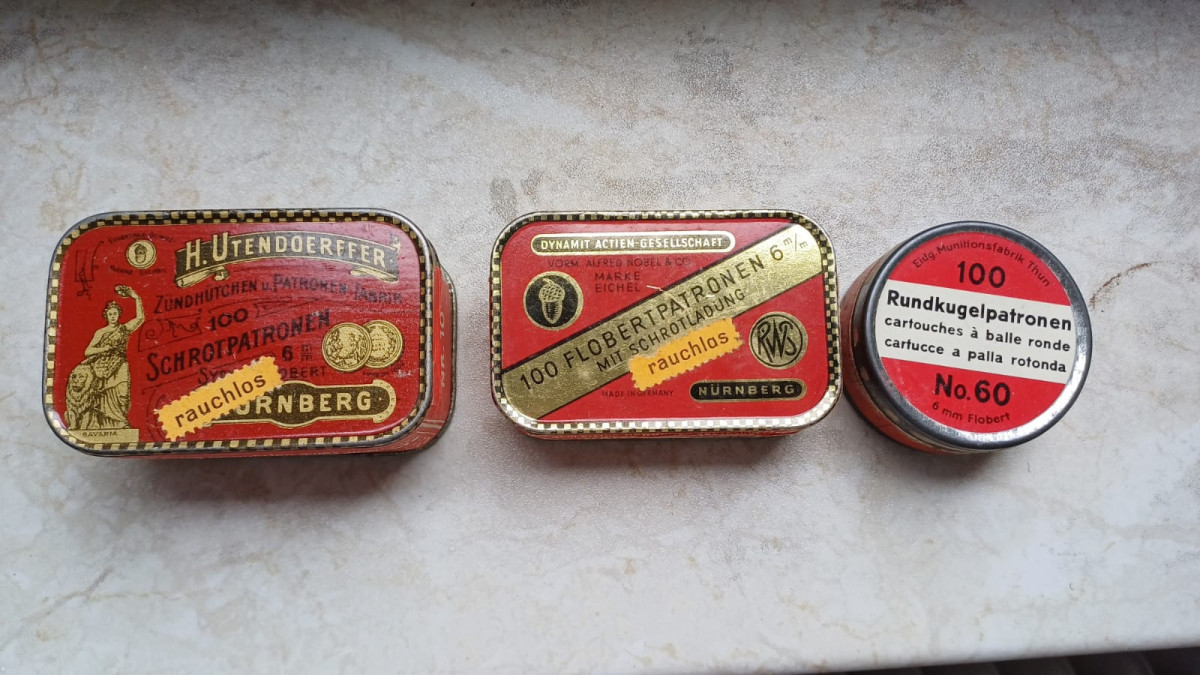 H. UTENDOERFFER
ZÜNDHÜTCHEN u. PATRONEN-FABRIK
100
SCHROTPATRONEN
6 m/m
rauchlos
NÜRNBERG
BAVARIA
DYNAMIT ACTIEN-GESELLSCHAFT
VORM. ALFRED NOBEL & CO.
MARKE
EICHEL
100 FLOBERTPATRONEN 6 m/m
MIT SCHROTLADUNG
rauchlos
RWS
MADE IN GERMANY
NÜRNBERG
Eidg. Munitionsfabrik Thun
100
Rundkugelpatronen
cartouches à balle ronde
cartucce a palla rotonda
No. 60
6 mm Flobert